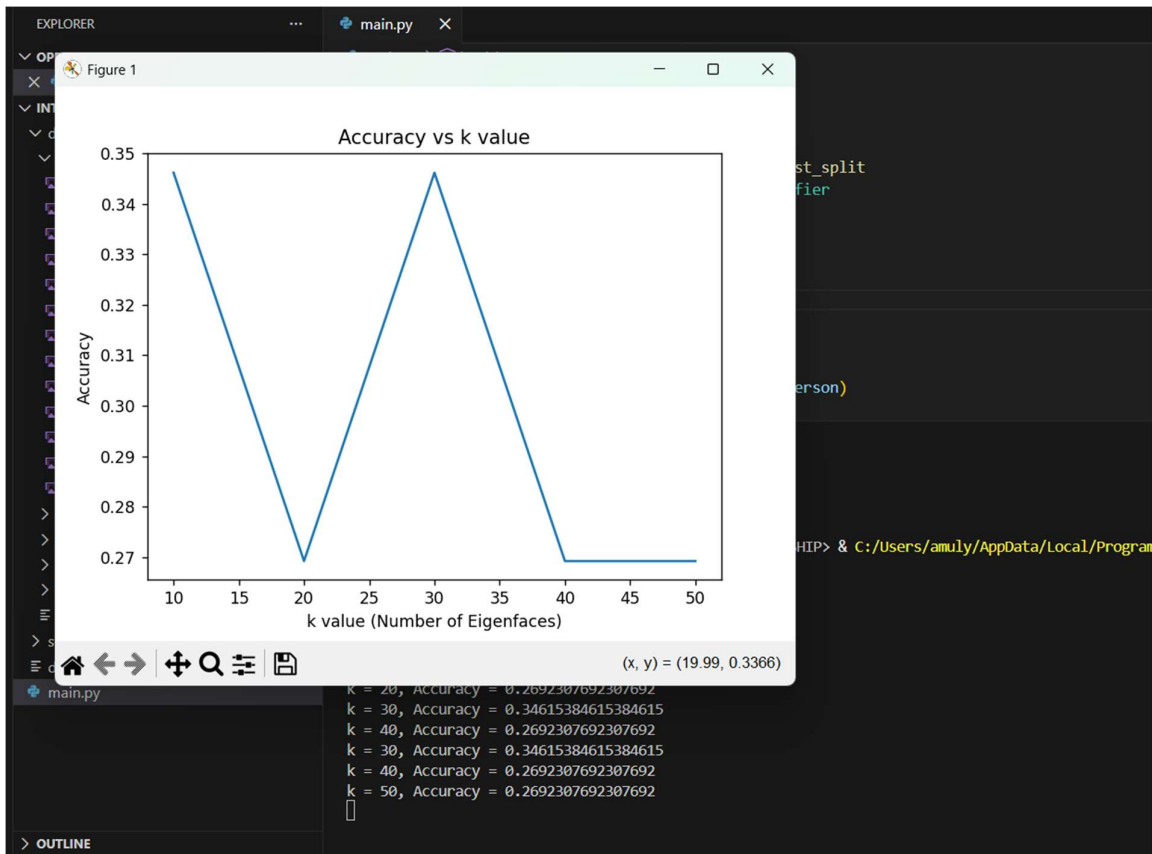 EXPLORER ...
main.py
OP
Figure 1
INT
Accuracy vs k value
0.35
0.34
0.33
0.32
0.31
0.30
0.29
0.28
0.27
Accuracy
10 15 20 25 30 35 40 45 50
k value (Number of Eigenfaces)
(x, y) = (19.99, 0.3366)
st_split
fier
erson)
HIP> & C:/Users/amuly/AppData/Local/Program
main.py
k = 20, Accuracy = 0.2692307692307692
k = 30, Accuracy = 0.34615384615384615
k = 40, Accuracy = 0.2692307692307692
k = 30, Accuracy = 0.34615384615384615
k = 40, Accuracy = 0.2692307692307692
k = 50, Accuracy = 0.2692307692307692
OUTLINE